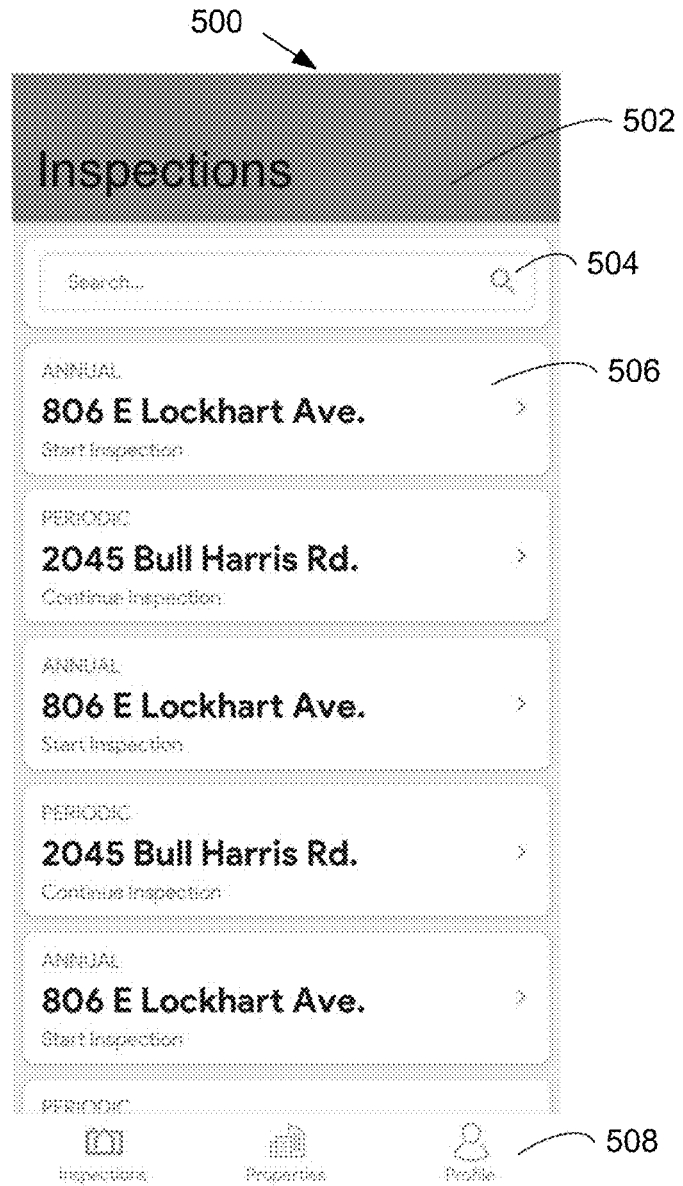 500
502
Inspections
504
Search...
506
ANNUAL
806 E Lockhart Ave.
Start Inspection
PERIODIC
2045 Bull Harris Rd.
Continue Inspection
ANNUAL
806 E Lockhart Ave.
Start Inspection
PERIODIC
2045 Bull Harris Rd.
Continue Inspection
ANNUAL
806 E Lockhart Ave.
Start Inspection
PERIODIC
508
Inspections Properties Profile